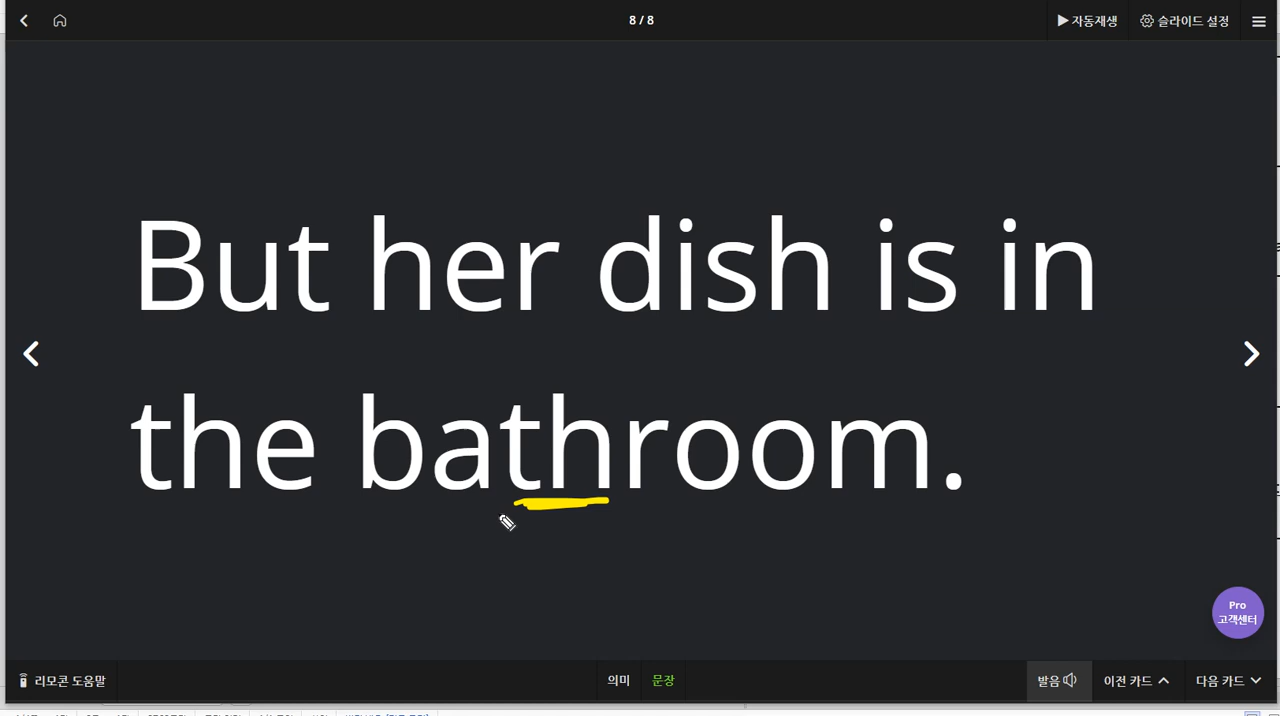 8 / 8
자동재생
슬라이드 설정
But her dish is in
the bathroom.
Pro
고객센터
리모콘 도움말
의미
문장
발음
이전 카드
다음 카드